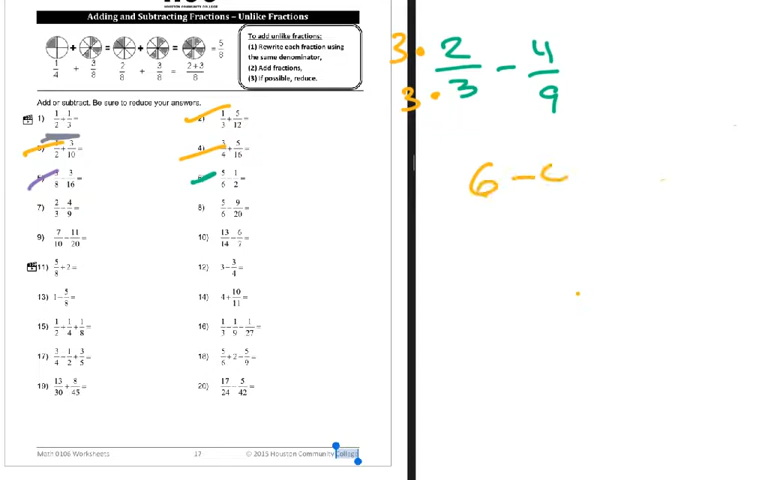 HOUSTON COMMUNITY COLLEGE
Adding and Subtracting Fractions – Unlike Fractions
1/4 + 3/8 = 2/8 + 3/8 = 2+3/8 = 5/8
To add unlike fractions:
(1) Rewrite each fraction using
the same denominator,
(2) Add fractions,
(3) If possible, reduce.
Add or subtract. Be sure to reduce your answers.
1) 1/2 + 1/3 =
2) 1/3 + 5/12 =
3) 1/2 + 3/10 =
4) 3/4 + 5/16 =
/8 - 3/16 =
5/6 - 1/2 =
7) 2/3 - 4/9 =
8) 5/6 - 9/20 =
9) 7/10 - 11/20 =
10) 13/14 - 6/7 =
11) 5/8 + 2 =
12) 3 - 3/4 =
13) 1 - 5/8 =
14) 4 + 10/11 =
15) 1/2 + 1/4 + 1/8 =
16) 1/3 - 1/9 - 1/27 =
17) 3/4 - 1/2 + 3/5 =
18) 5/6 + 2 - 5/9 =
19) 13/30 + 8/45 =
20) 17/24 - 5/42 =
Math 0106 Worksheets 17 © 2015 Houston Community College
3 · 2/3 · 3 - 4/9
6 -